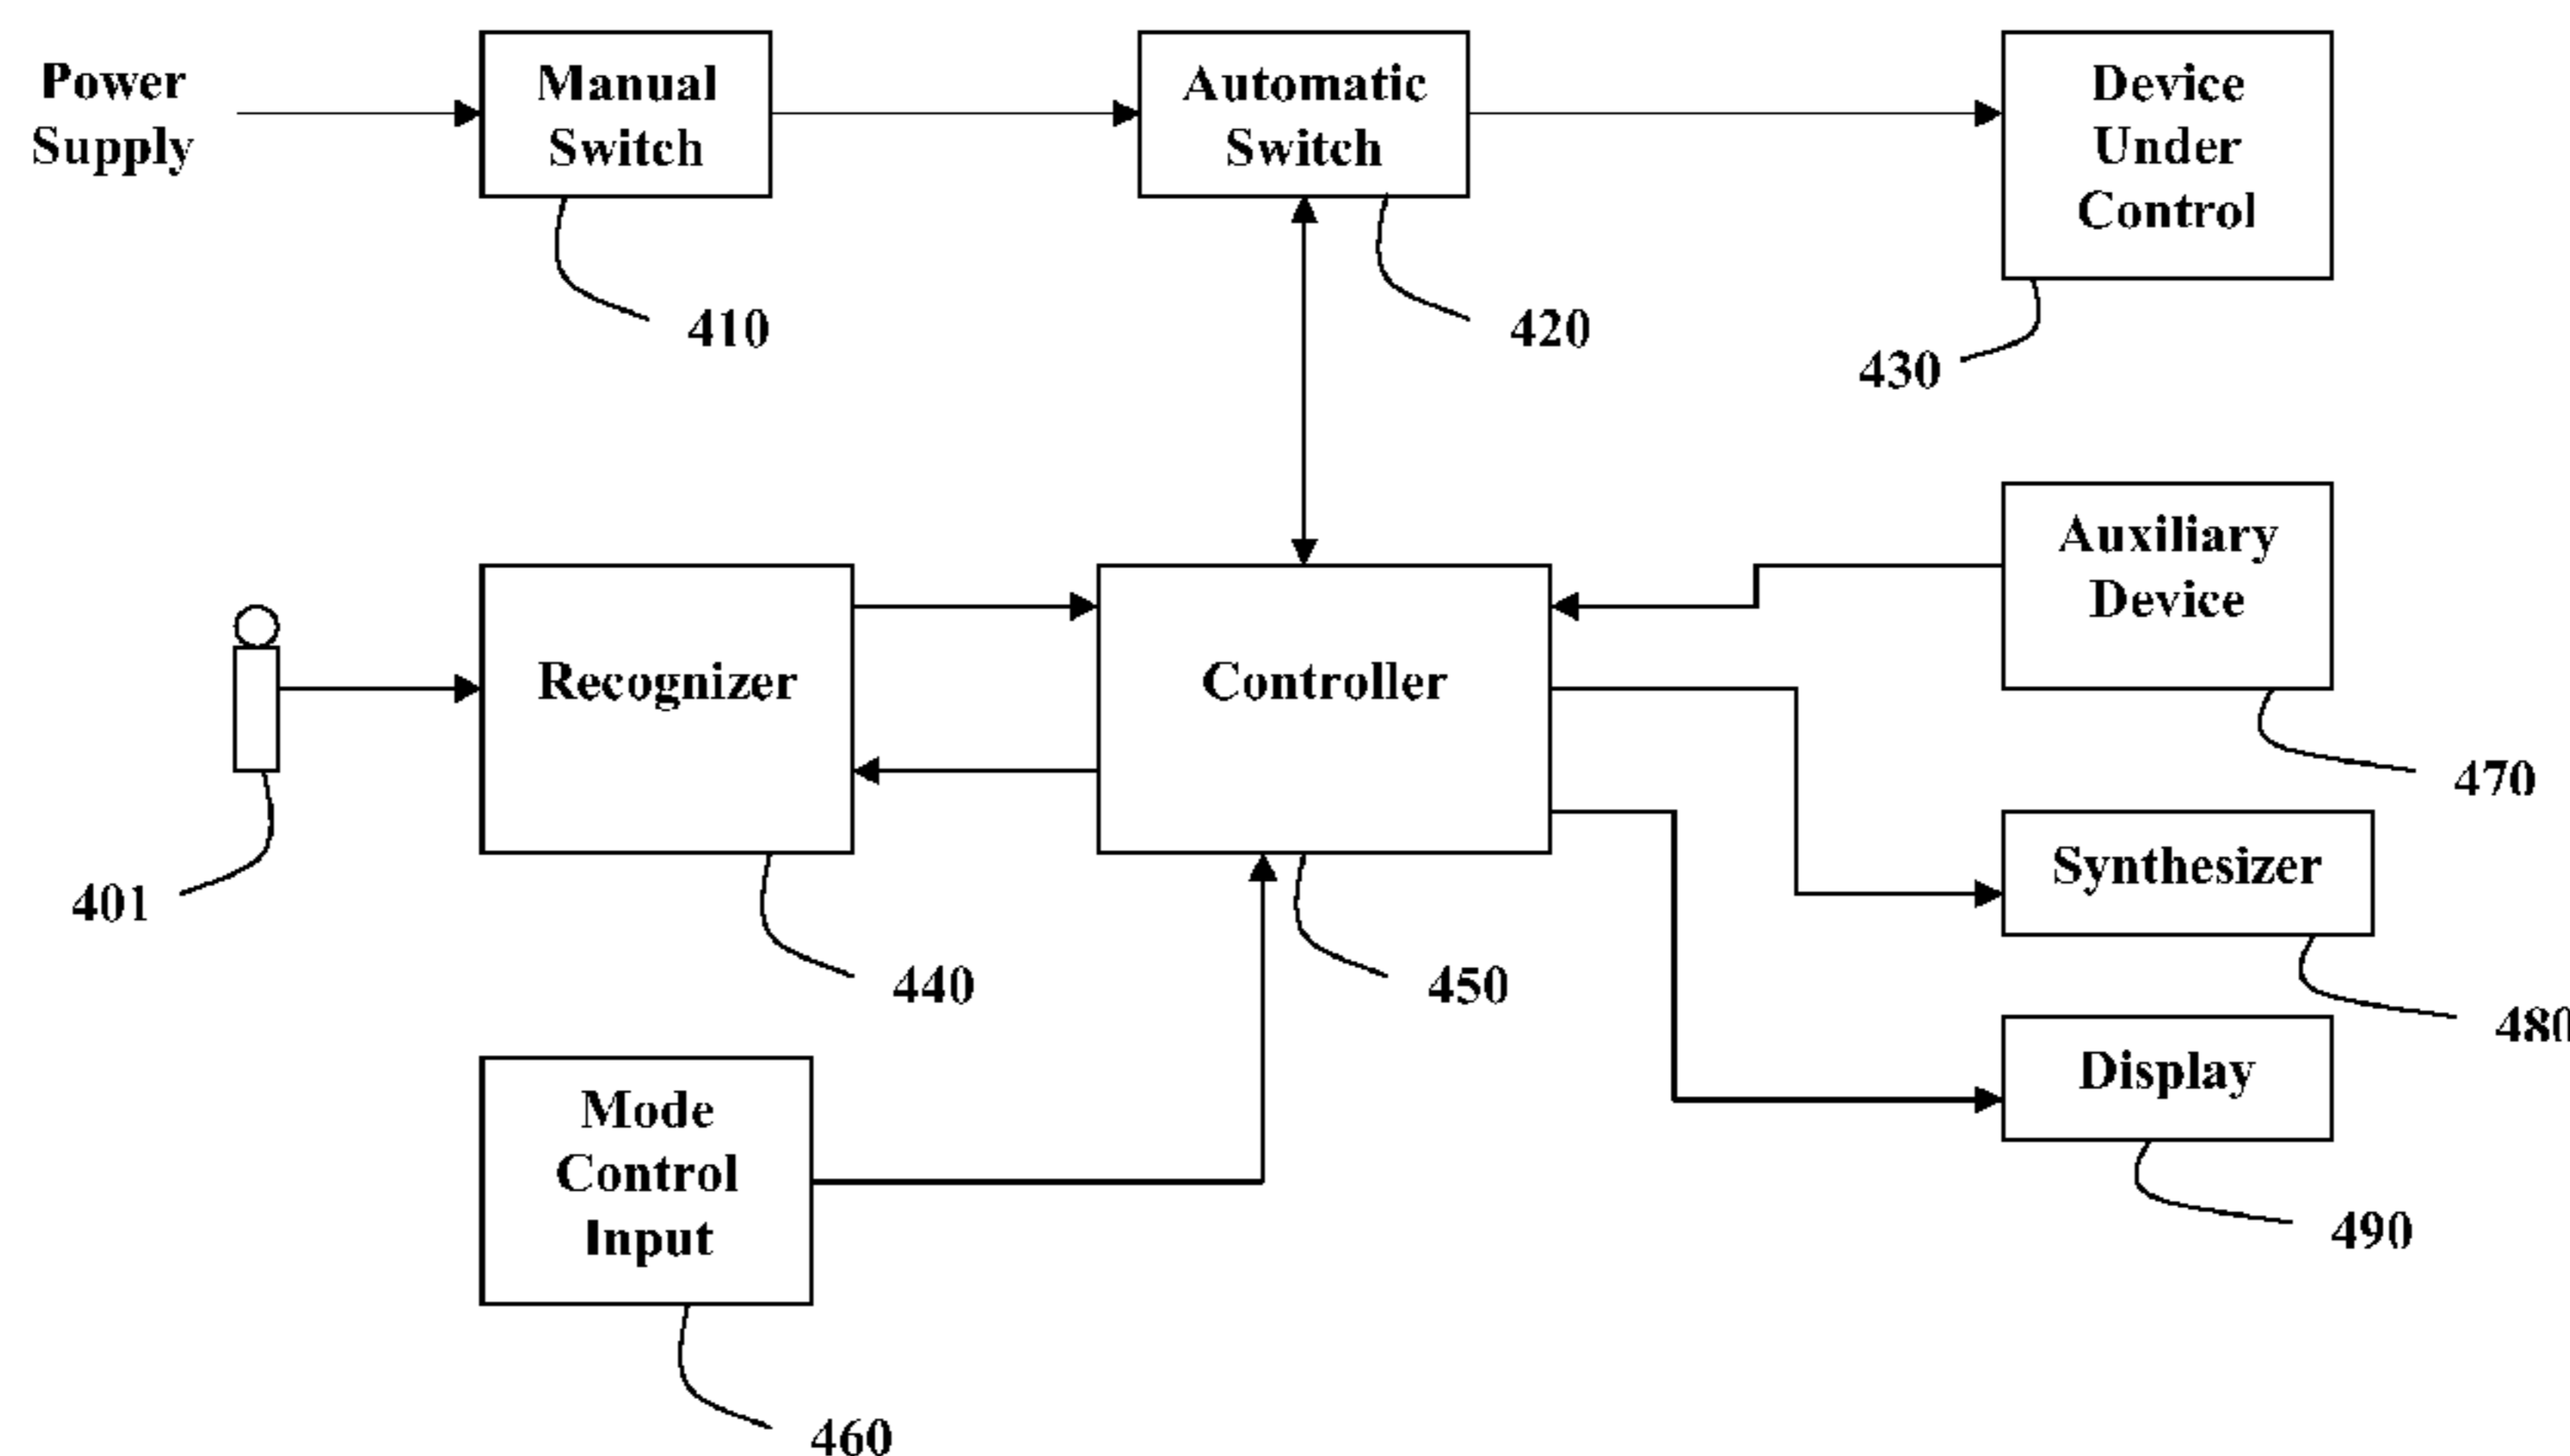 Power
Supply
Manual
Switch
Automatic
Switch
Device
Under
Control
410
420
430
Auxiliary
Device
Recognizer
Controller
470
401
Synthesizer
440
450
480
Display
Mode
Control
Input
490
460